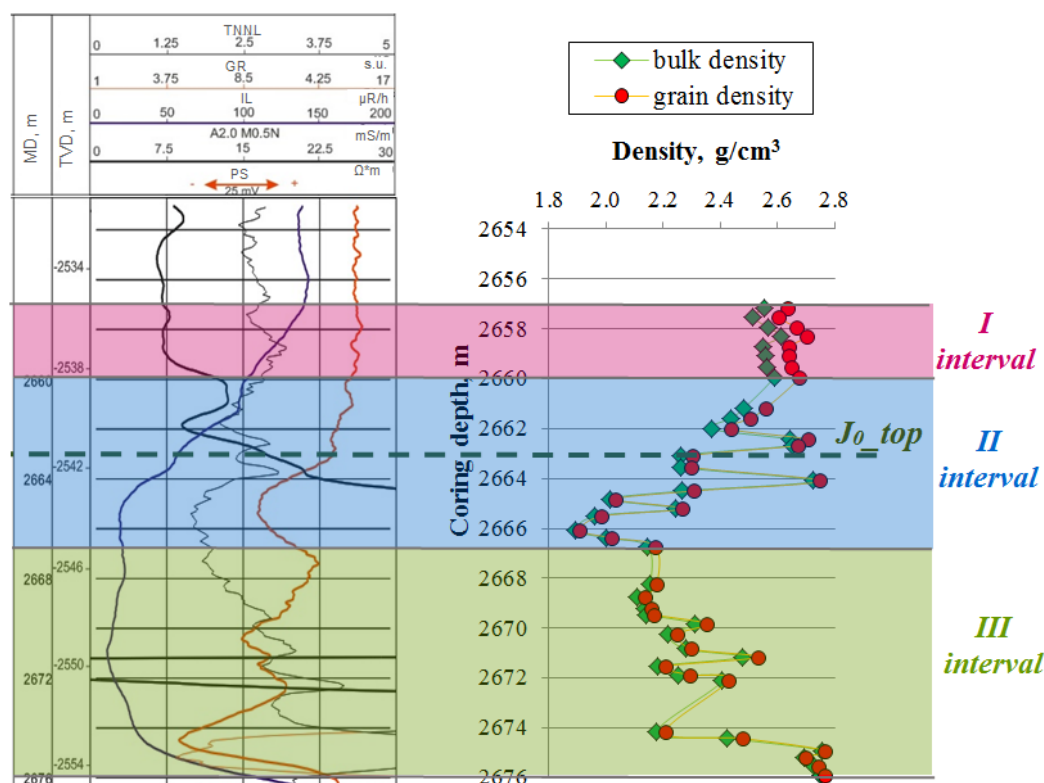 MD, m
TVD, m
TNNL
0 1.25 2.5 3.75 5
GR s.u.
1 3.75 8.5 4.25 17
IL μR/h
0 50 100 150 200
A2.0 M0.5N mS/m
0 7.5 15 22.5 30
PS Ω*m
- +
25 mV
-2534
-2538
2660
-2542
2664
-2546
2668
-2550
2672
-2554
2676
bulk density
grain density
Density, g/cm³
1.8 2.0 2.2 2.4 2.6 2.8
Coring depth, m
2654
2656
2658
2660
2662
2664
2666
2668
2670
2672
2674
2676
I
interval
J₀_top
II
interval
III
interval